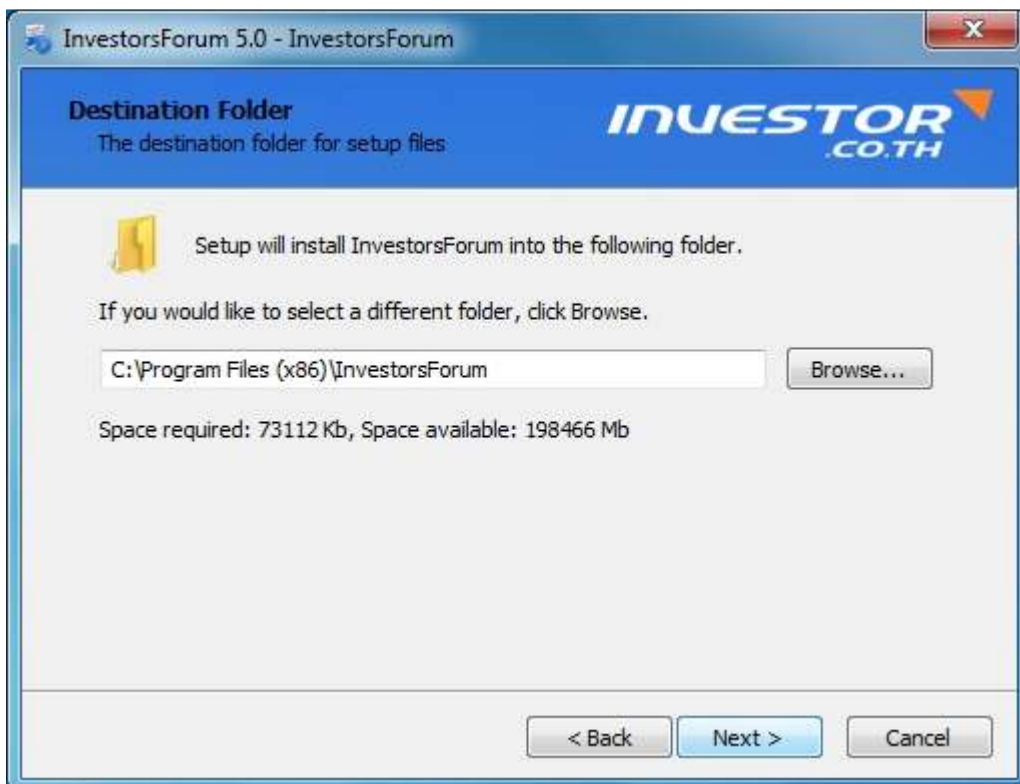 InvestorsForum 5.0 - InvestorsForum
Destination Folder
The destination folder for setup files
INVESTOR
.CO.TH
Setup will install InvestorsForum into the following folder.
If you would like to select a different folder, click Browse.
C:\Program Files (x86)\InvestorsForum
Browse...
Space required: 73112 Kb, Space available: 198466 Mb
< Back
Next >
Cancel